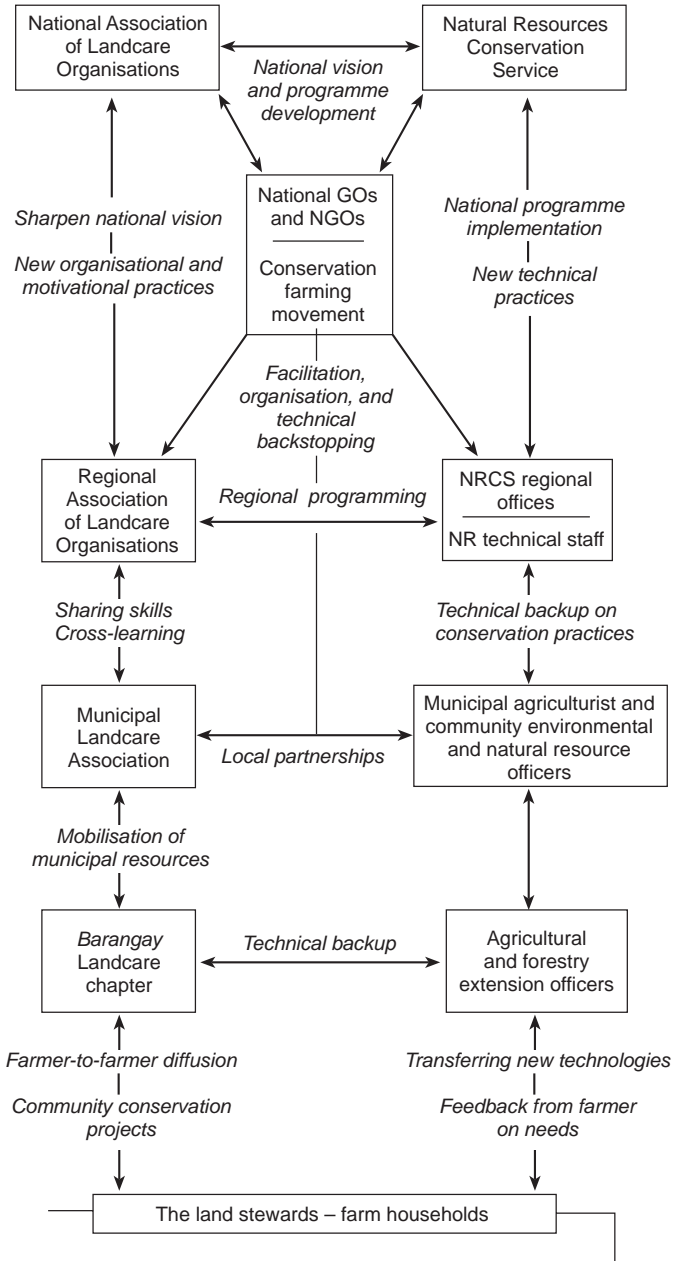 National Association
of Landcare
Organisations
Natural Resources
Conservation
Service
National vision
and programme
development
National GOs
and NGOs
Conservation
farming
movement
Sharpen national vision
New organisational and
motivational practices
National programme
implementation
New technical
practices
Facilitation,
organisation, and
technical
backstopping
Regional
Association
of Landcare
Organisations
Regional programming
NRCS regional
offices
NR technical staff
Sharing skills
Cross-learning
Technical backup on
conservation practices
Municipal
Landcare
Association
Local partnerships
Municipal agriculturist and
community environmental
and natural resource
officers
Mobilisation of
municipal resources
Barangay
Landcare
chapter
Technical backup
Agricultural
and forestry
extension officers
Farmer-to-farmer diffusion
Community conservation
projects
Transferring new technologies
Feedback from farmer
on needs
The land stewards – farm households